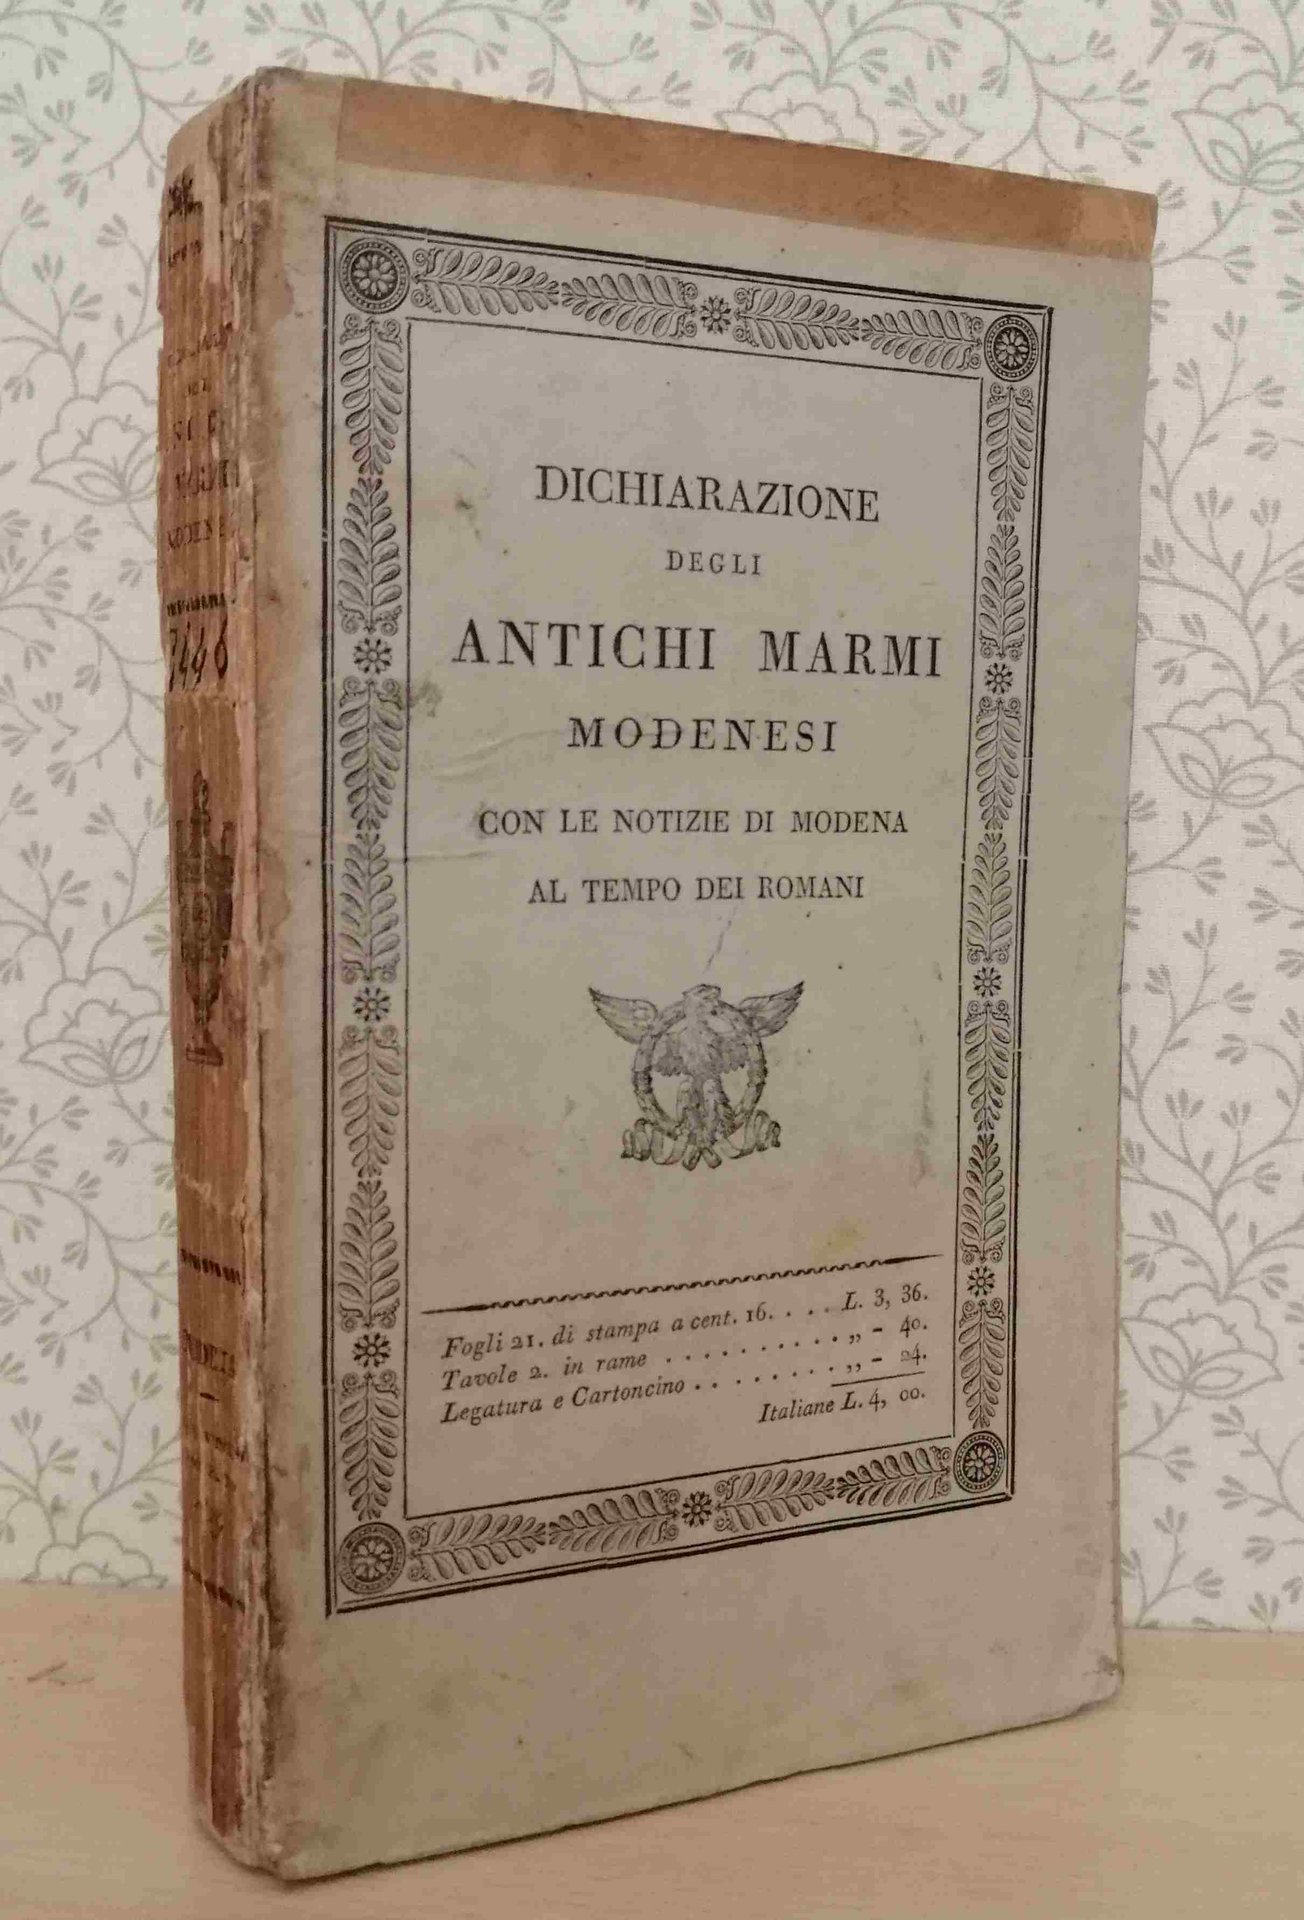 DICHIARAZIONE
DEGLI
ANTICHI MARMI
MODENESI
CON LE NOTIZIE DI MODENA
AL TEMPO DEI ROMANI
Fogli 21. di stampa a cent. 16. . . . . L. 3, 36.
Tavole 2. in rame . . . . . . . . . . „ - 40.
Legatura e Cartoncino . . . . . . . . „ - 24.
Italiane L. 4, 00.